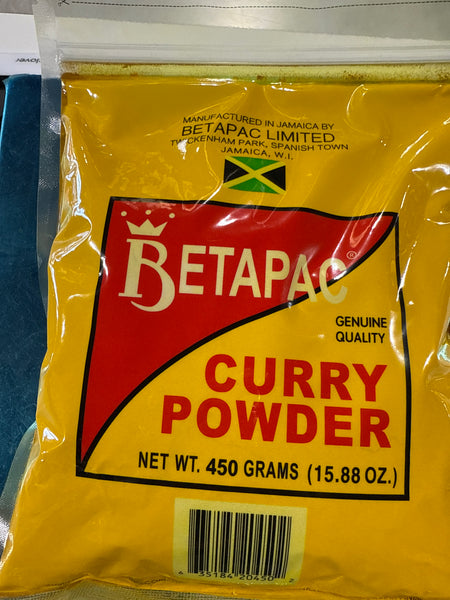 MANUFACTURED IN JAMAICA BY
BETAPAC LIMITED
TWICKENHAM PARK, SPANISH TOWN
JAMAICA, W.I.
BETAPAC®
GENUINE
QUALITY
CURRY
POWDER
NET WT. 450 GRAMS (15.88 OZ.)